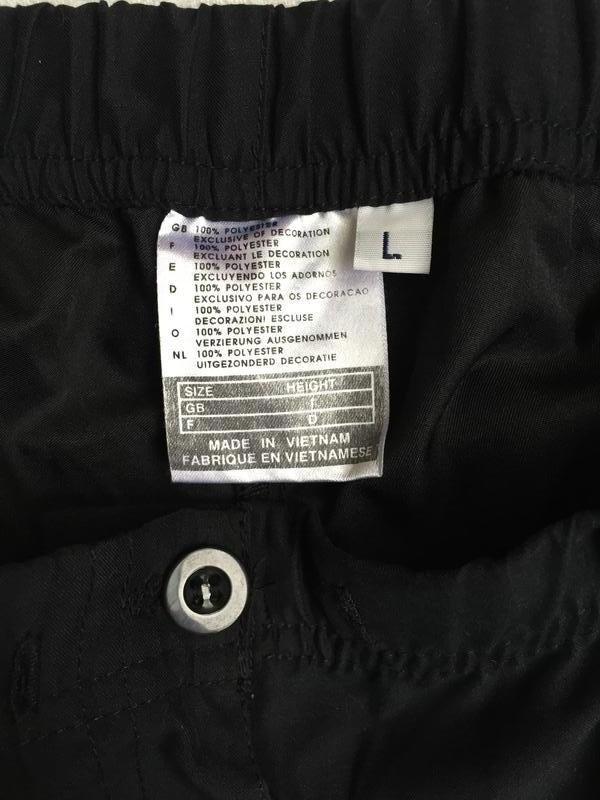 GB 100% POLYESTER
EXCLUSIVE OF DECORATION
F 100% POLYESTER
EXCLUANT LE DECORATION
E 100% POLYESTER
EXCLUYENDO LOS ADORNOS
D 100% POLYESTER
EXCLUSIVO PARA OS DECORACAO
I 100% POLYESTER
DECORAZIONI ESCLUSE
O 100% POLYESTER
VERZIERUNG AUSGENOMMEN
NL 100% POLYESTER
UITGEZONDERD DECORATIE
L
SIZE HEIGHT
GB I
F D
MADE IN VIETNAM
FABRIQUE EN VIETNAMESE